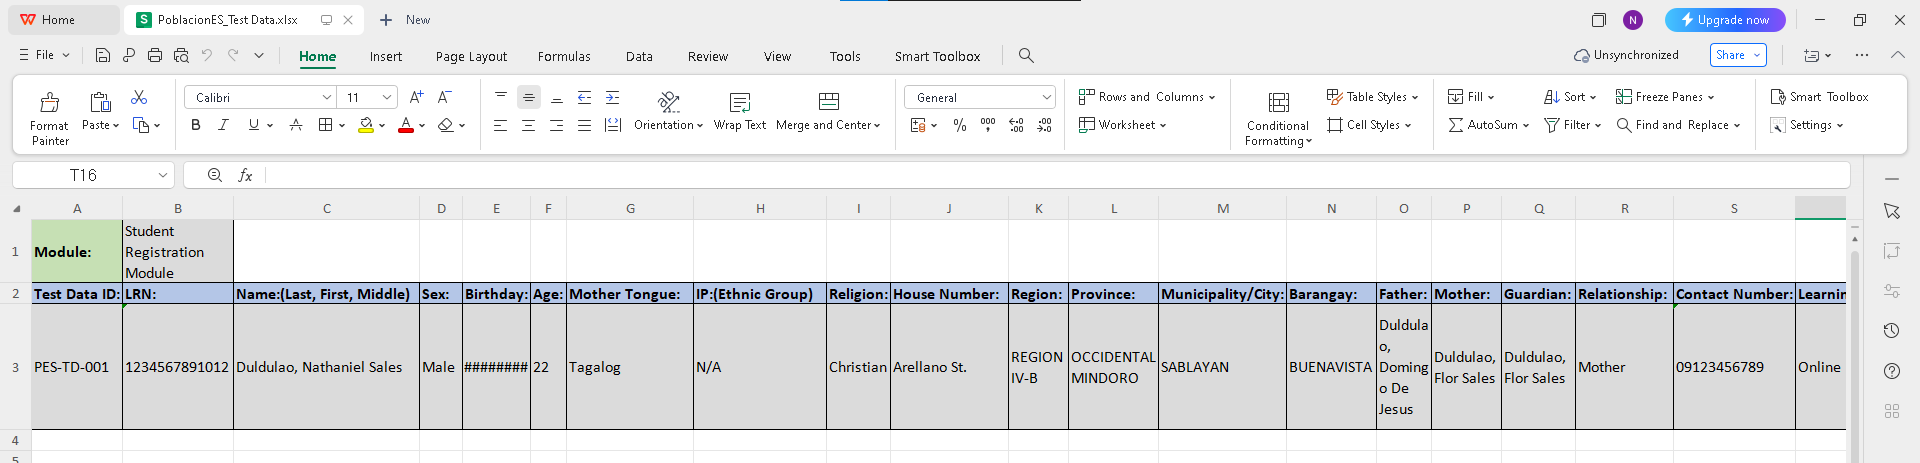 Home
PoblacionES_Test Data.xlsx
New
N
Upgrade now
File
Home
Insert
Page Layout
Formulas
Data
Review
View
Tools
Smart Toolbox
Unsynchronized
Share
Format Painter
Paste
Calibri
11
A+
A-
B I U A
Orientation
Wrap Text
Merge and Center
General
Rows and Columns
Worksheet
Conditional Formatting
Table Styles
Cell Styles
Fill
AutoSum
Sort
Filter
Freeze Panes
Find and Replace
Smart Toolbox
Settings
T16
fx
A B C D E F G H I J K L M N O P Q R S
1 Module: Student Registration Module
2 Test Data ID: LRN: Name:(Last, First, Middle) Sex: Birthday: Age: Mother Tongue: IP:(Ethnic Group) Religion: House Number: Region: Province: Municipality/City: Barangay: Father: Mother: Guardian: Relationship: Contact Number: Learnin
3 PES-TD-001 1234567891012 Duldulao, Nathaniel Sales Male ######## 22 Tagalog N/A Christian Arellano St. REGION IV-B OCCIDENTAL MINDORO SABLAYAN BUENAVISTA Duldulao, Domingo De Jesus Duldulao, Flor Sales Duldulao, Flor Sales Mother 09123456789 Online
4
5